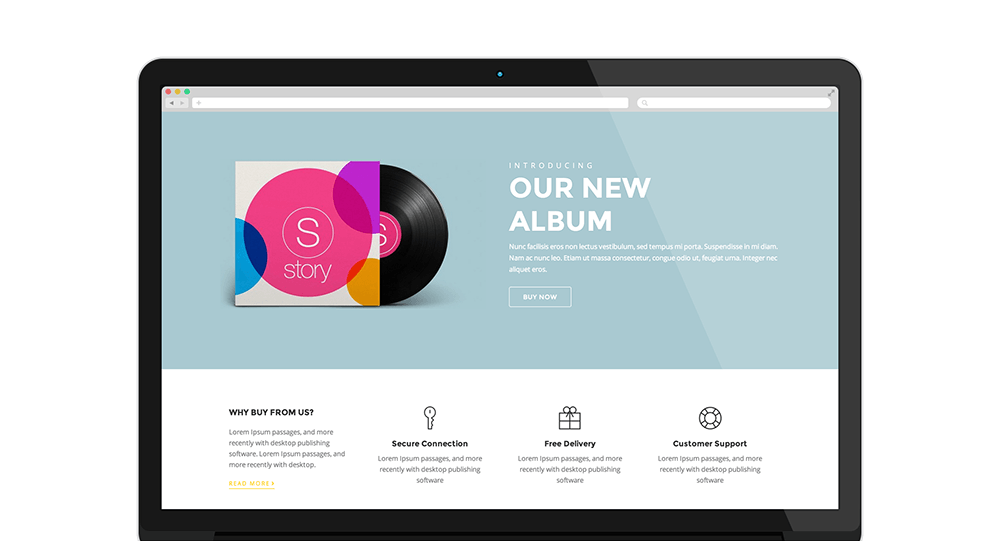 INTRODUCING
OUR NEW
ALBUM
Nunc facilisis eros non lectus vestibulum, sed tempus mi porta. Suspendisse in mi diam.
Nam ac nunc leo. Etiam ut massa consectetur, congue odio ut, feugiat urna. Integer nec
aliquet eros.
BUY NOW
S
story
S
WHY BUY FROM US?
Lorem Ipsum passages, and more
recently with desktop publishing
software. Lorem Ipsum passages, and
more recently with desktop.
READ MORE
Secure Connection
Lorem Ipsum passages, and more
recently with desktop publishing
software
Free Delivery
Lorem Ipsum passages, and more
recently with desktop publishing
software
Customer Support
Lorem Ipsum passages, and more
recently with desktop publishing
software